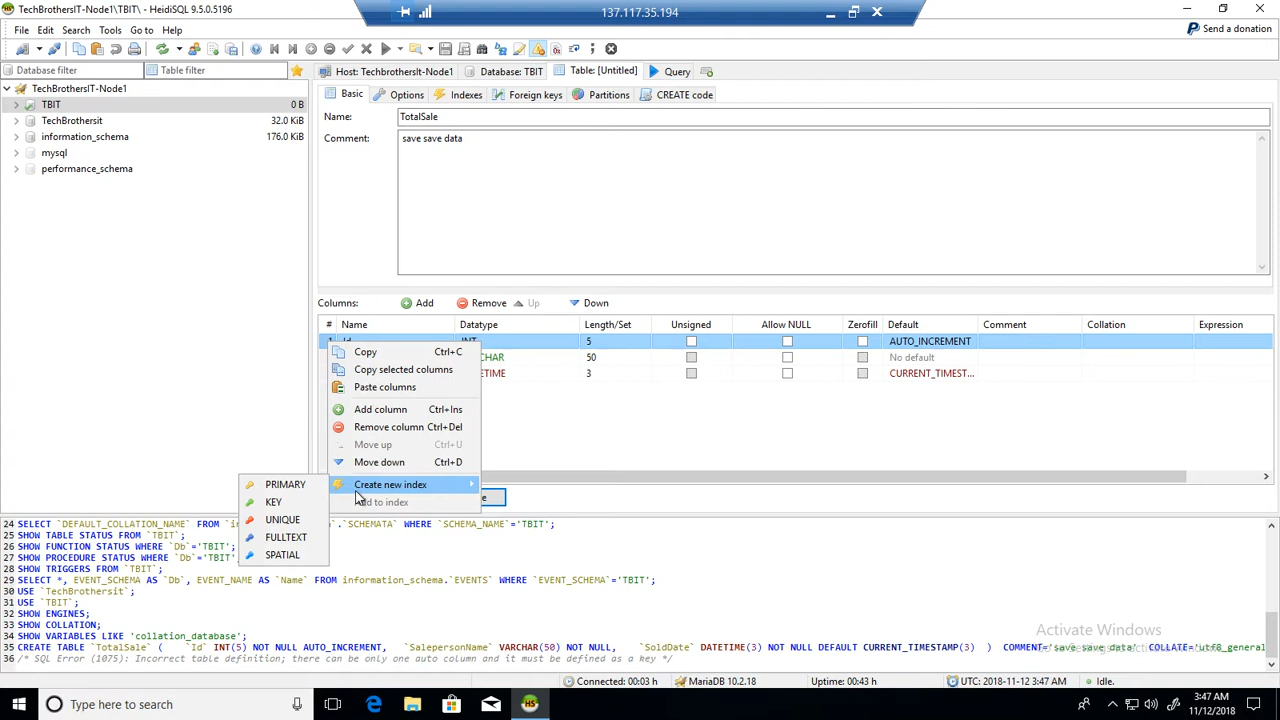 TechBrothersIT-Node1\TBIT\ - HeidiSQL 9.5.0.5196
137.117.35.194
File Edit Search Tools Go to Help
Send a donation
Database filter Table filter
Host: TechbrothersIt-Node1 Database: TBIT Table: [Untitled] Query
TechBrothersIT-Node1
TBIT 0 B
TechBrothersit 32.0 KiB
information_schema 176.0 KiB
mysql
performance_schema
Basic Options Indexes Foreign keys Partitions CREATE code
Name: TotalSale
Comment: save save data
Columns: Add Remove Up Down
# Name Datatype Length/Set Unsigned Allow NULL Zerofill Default Comment Collation Expression
1 Id INT 5 AUTO_INCREMENT
CHAR 50 No default
ETIME 3 CURRENT_TIMEST...
Copy Ctrl+C
Copy selected columns
Paste columns
Add column Ctrl+Ins
Remove column Ctrl+Del
Move up Ctrl+U
Move down Ctrl+D
Create new index
to index
PRIMARY
KEY
UNIQUE
FULLTEXT
SPATIAL
24 SELECT `DEFAULT_COLLATION_NAME` FROM `.`SCHEMATA` WHERE `SCHEMA_NAME`='TBIT';
25 SHOW TABLE STATUS FROM `TBIT`;
26 SHOW FUNCTION STATUS WHERE `Db`='TBIT';
27 SHOW PROCEDURE STATUS WHERE `Db`='TBIT';
28 SHOW TRIGGERS FROM `TBIT`;
29 SELECT *, EVENT_SCHEMA AS `Db`, EVENT_NAME AS `Name` FROM information_schema.`EVENTS` WHERE `EVENT_SCHEMA`='TBIT';
30 USE `TechBrothersit`;
31 USE `TBIT`;
32 SHOW ENGINES;
33 SHOW COLLATION;
34 SHOW VARIABLES LIKE 'collation_database';
35 CREATE TABLE `TotalSale` ( `Id` INT(5) NOT NULL AUTO_INCREMENT, `SalepersonName` VARCHAR(50) NOT NULL, `SoldDate` DATETIME(3) NOT NULL DEFAULT CURRENT_TIMESTAMP(3) ) COMMENT='save save data' COLLATE='utf8_general
36 /* SQL Error (1075): Incorrect table definition; there can be only one auto column and it must be defined as a key */
Activate Windows
Connected: 00:03 h MariaDB 10.2.18 Uptime: 00:43 h UTC: 2018-11-12 3:47 AM Idle.
Type here to search
3:47 AM
11/12/2018